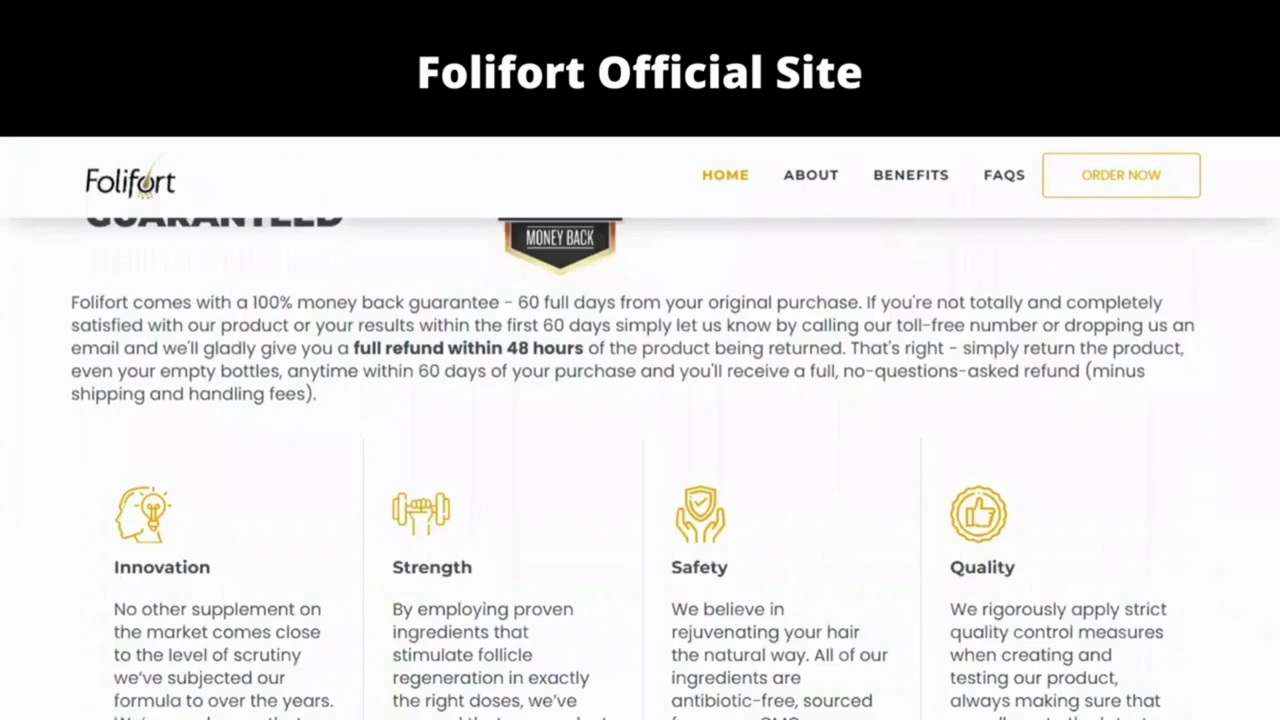 Folifort Official Site
Folifort
HOME ABOUT BENEFITS FAQS ORDER NOW
GUARANTEED
MONEY BACK
Folifort comes with a 100% money back guarantee - 60 full days from your original purchase. If you're not totally and completely
satisfied with our product or your results within the first 60 days simply let us know by calling our toll-free number or dropping us an
email and we'll gladly give you a full refund within 48 hours of the product being returned. That's right - simply return the product,
even your empty bottles, anytime within 60 days of your purchase and you'll receive a full, no-questions-asked refund (minus
shipping and handling fees).
Innovation
No other supplement on
the market comes close
to the level of scrutiny
we've subjected our
formula to over the years.
Strength
By employing proven
ingredients that
stimulate follicle
regeneration in exactly
the right doses, we've
Safety
We believe in
rejuvenating your hair
the natural way. All of our
ingredients are
antibiotic-free, sourced
Quality
We rigorously apply strict
quality control measures
when creating and
testing our product,
always making sure that